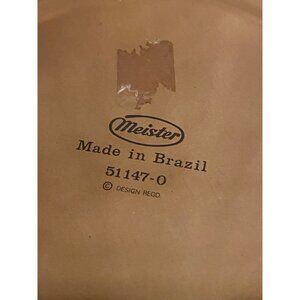 Meister
Made in Brazil
51147-0
© DESIGN REGD.